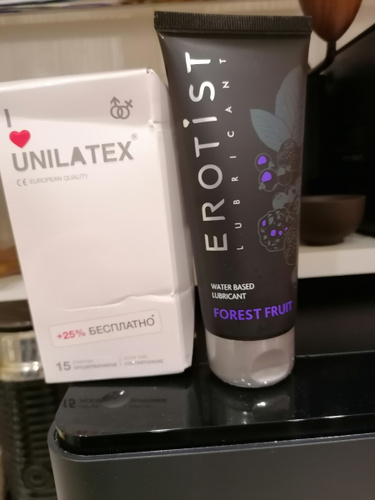 I
UNILATEX®
CE EUROPEAN QUALITY
+25% БЕСПЛАТНО
15
EROTIST
LUBRICANT
WATER BASED
LUBRICANT
FOREST FRUIT